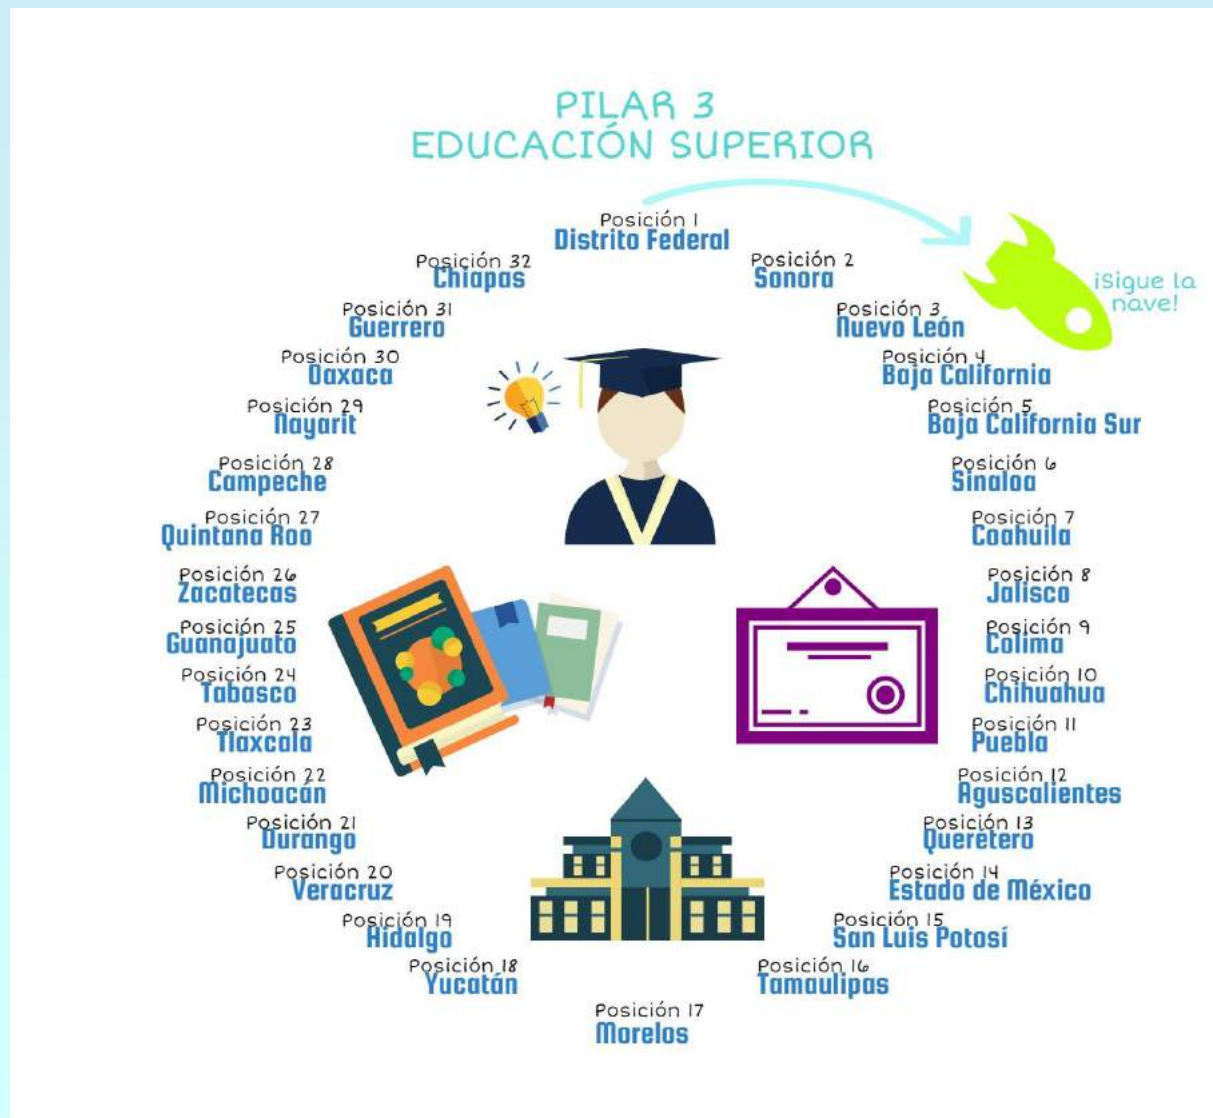 PILAR 3
EDUCACIÓN SUPERIOR
Posición 1
Distrito Federal
Posición 2
Sonora
¡Sigue la
nave!
Posición 3
Nuevo León
Posición 4
Baja California
Posición 5
Baja California Sur
Posición 6
Sinaloa
Posición 7
Coahuila
Posición 8
Jalisco
Posición 9
Colima
Posición 10
Chihuahua
Posición 11
Puebla
Posición 12
Aguscalientes
Posición 13
Queretero
Posición 14
Estado de México
Posición 15
San Luis Potosí
Posición 16
Tamaulipas
Posición 17
Morelos
Posición 18
Yucatán
Posición 19
Hidalgo
Posición 20
Veracruz
Posición 21
Durango
Posición 22
Michoacán
Posición 23
Tlaxcala
Posición 24
Tabasco
Posición 25
Guanajuato
Posición 26
Zacatecas
Posición 27
Quintana Roo
Posición 28
Campeche
Posición 29
Nayarit
Posición 30
Oaxaca
Posición 31
Guerrero
Posición 32
Chiapas